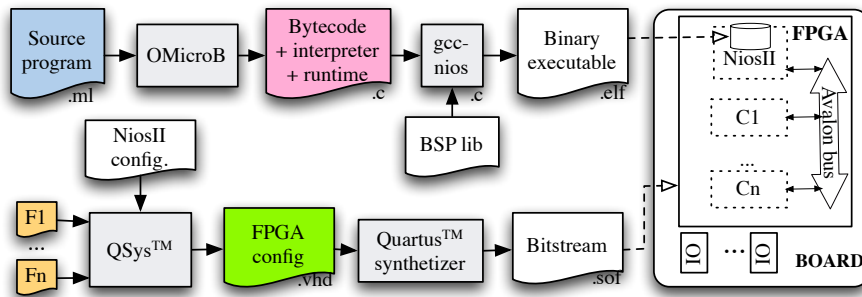 Source
program
.ml
OMicroB
Bytecode
+ interpreter
+ runtime
.c
gcc-
nios
.c
Binary
executable
.elf
BSP lib
NiosII
config.
F1
...
Fn
QSys™
FPGA
config
.vhd
Quartus™
synthetizer
Bitstream
.sof
FPGA
NiosII
C1
...
Cn
Avalon bus
IO
...
IO
BOARD